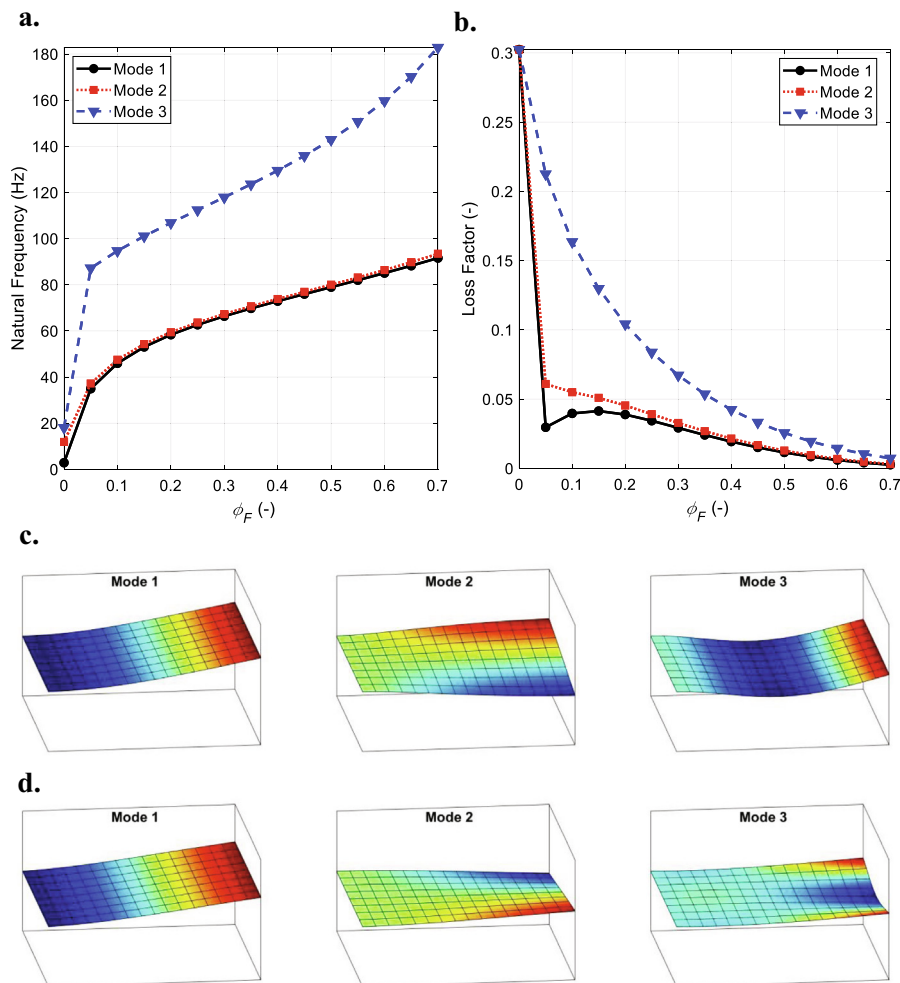 a.
b.
Mode 1
Mode 2
Mode 3
180
160
140
120
100
80
60
40
20
0
Natural Frequency (Hz)
0 0.1 0.2 0.3 0.4 0.5 0.6 0.7
ϕF (-)
Mode 1
Mode 2
Mode 3
0.3
0.25
0.2
0.15
0.1
0.05
0
Loss Factor (-)
0 0.1 0.2 0.3 0.4 0.5 0.6 0.7
ϕF (-)
c.
Mode 1 Mode 2 Mode 3
d.
Mode 1 Mode 2 Mode 3